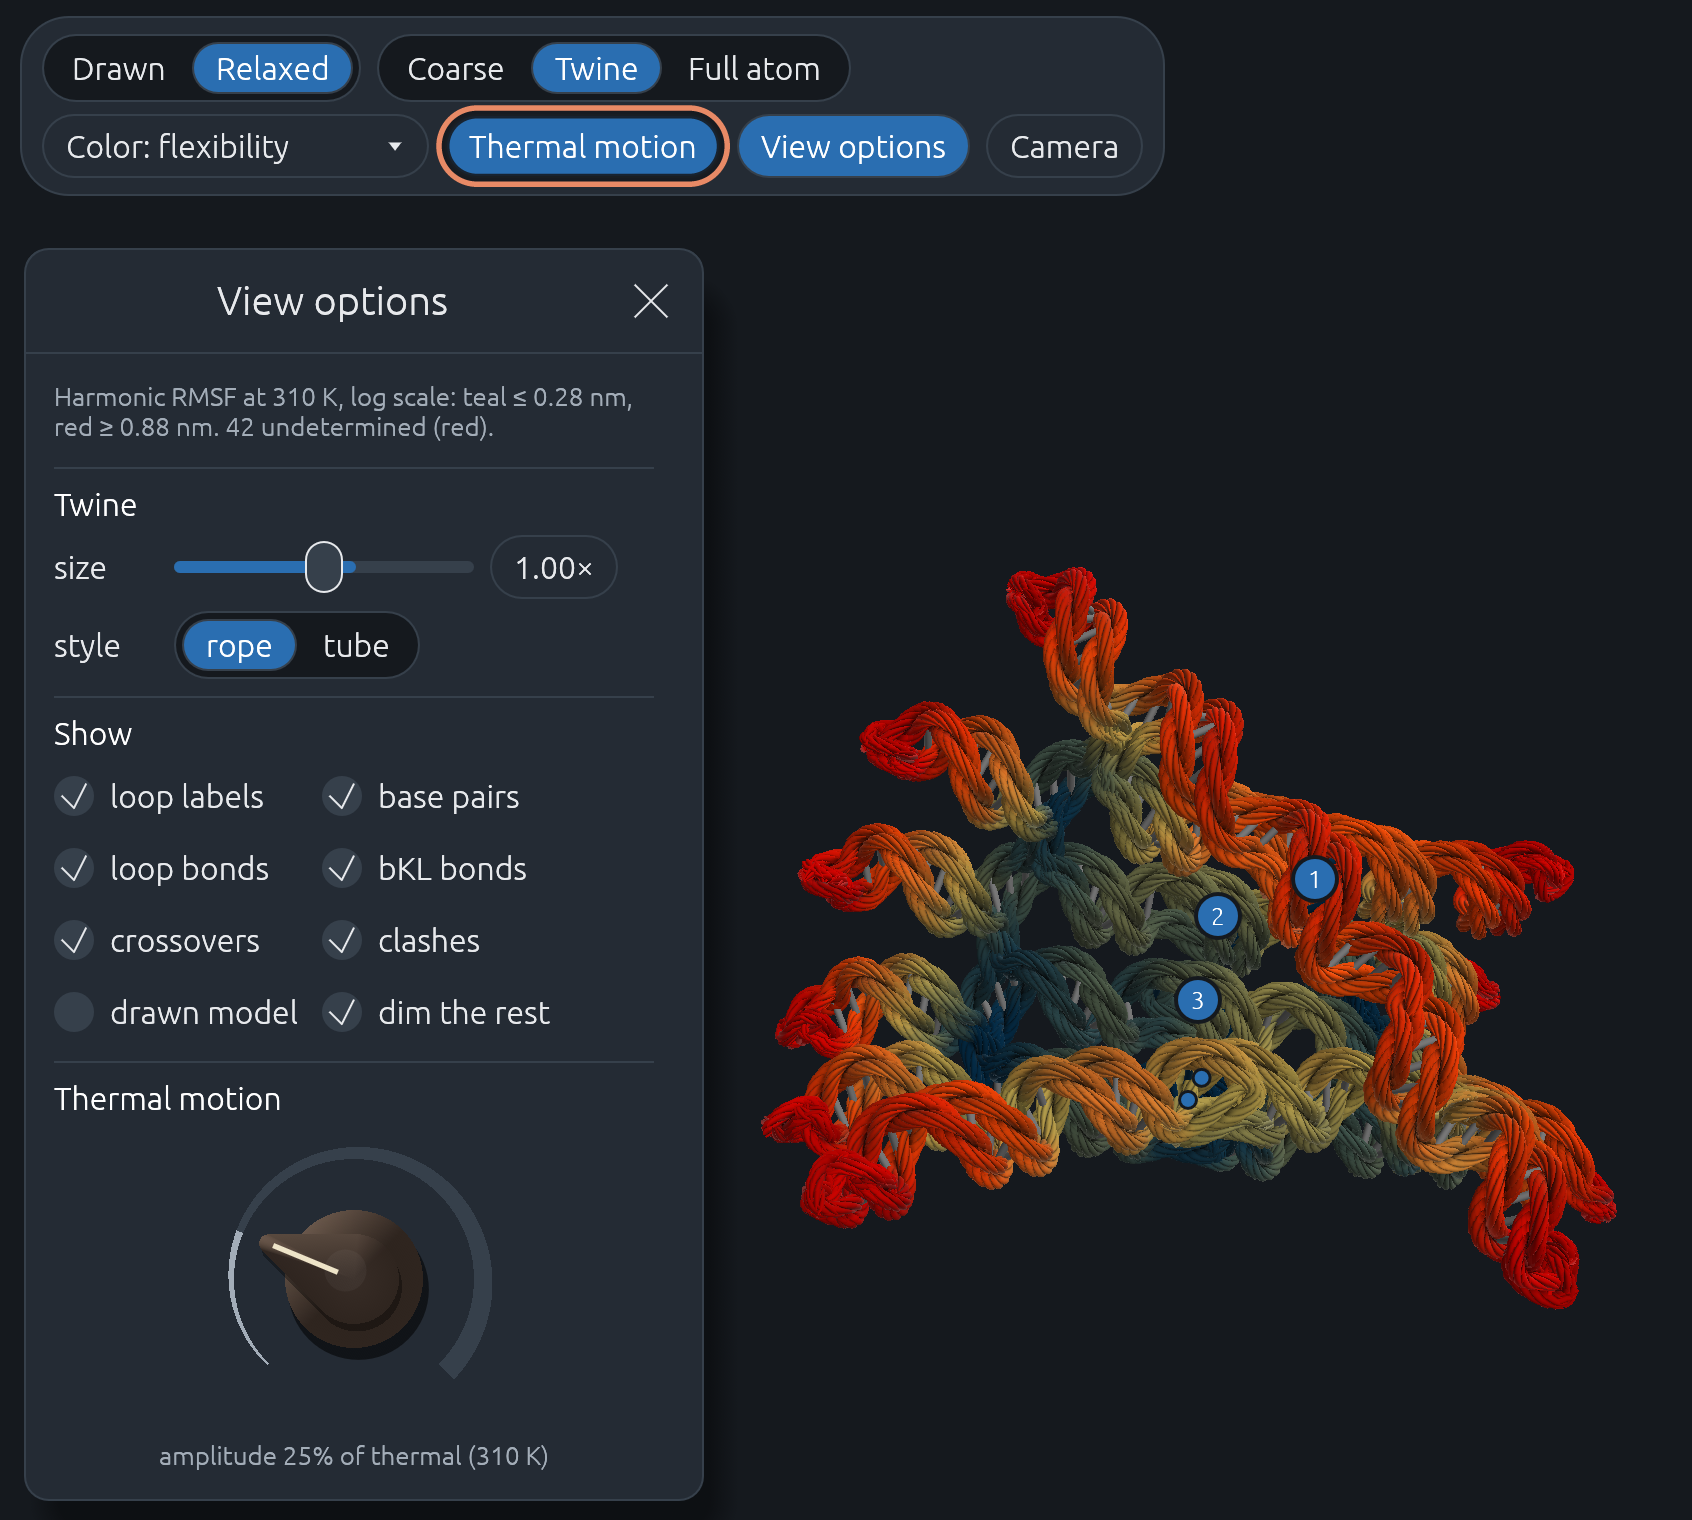 Drawn Relaxed Coarse Twine Full atom
Color: flexibility Thermal motion View options Camera
View options
Harmonic RMSF at 310 K, log scale: teal ≤ 0.28 nm,
red ≥ 0.88 nm. 42 undetermined (red).
Twine
size 1.00×
style rope tube
Show
loop labels base pairs
loop bonds bKL bonds
crossovers clashes
drawn model dim the rest
Thermal motion
amplitude 25% of thermal (310 K)
1
2
3